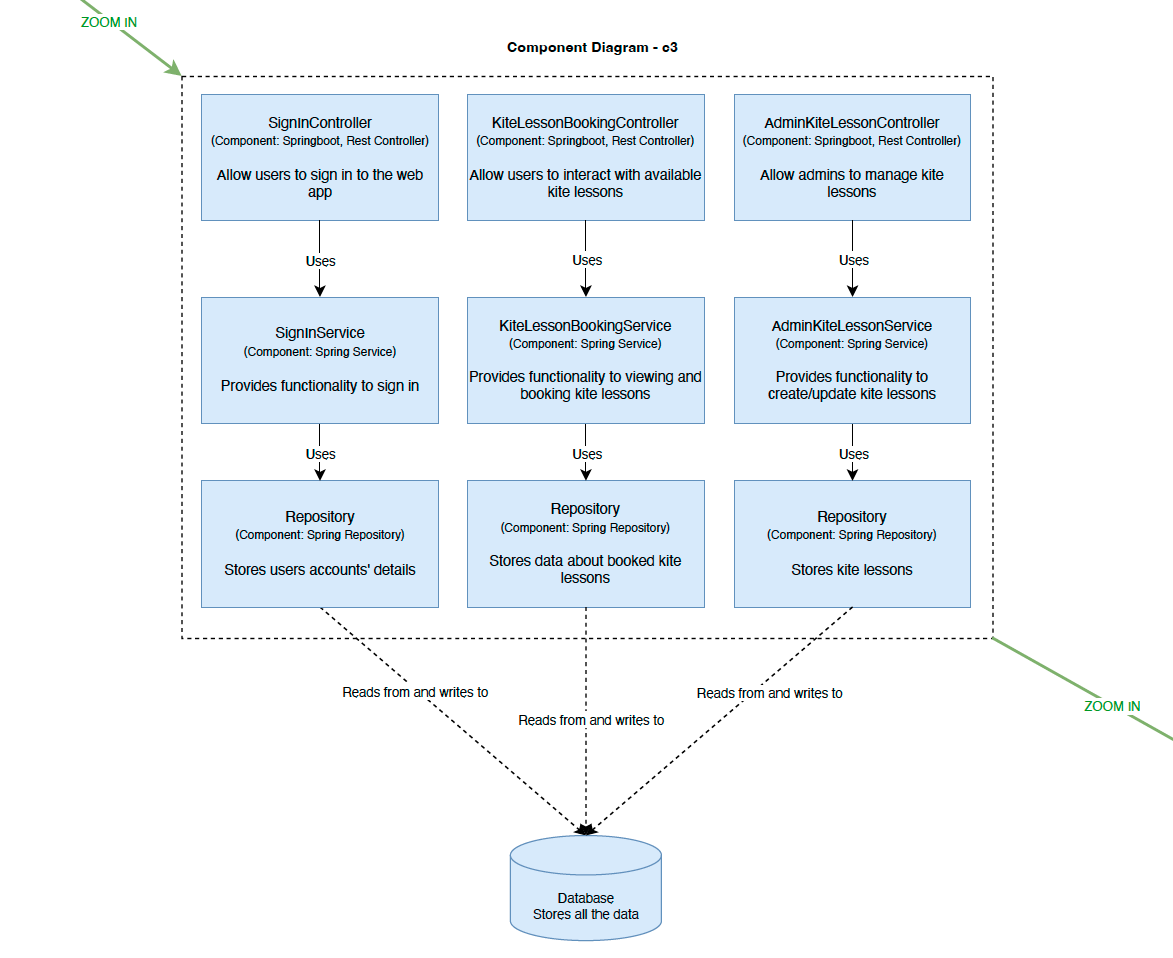 ZOOM IN
Component Diagram - c3
SignInController
(Component: Springboot, Rest Controller)
Allow users to sign in to the web
app
KiteLessonBookingController
(Component: Springboot, Rest Controller)
Allow users to interact with available
kite lessons
AdminKiteLessonController
(Component: Springboot, Rest Controller)
Allow admins to manage kite
lessons
Uses
Uses
Uses
SignInService
(Component: Spring Service)
Provides functionality to sign in
KiteLessonBookingService
(Component: Spring Service)
Provides functionality to viewing and
booking kite lessons
AdminKiteLessonService
(Component: Spring Service)
Provides functionality to
create/update kite lessons
Uses
Uses
Uses
Repository
(Component: Spring Repository)
Stores users accounts' details
Repository
(Component: Spring Repository)
Stores data about booked kite
lessons
Repository
(Component: Spring Repository)
Stores kite lessons
Reads from and writes to
Reads from and writes to
Reads from and writes to
ZOOM IN
Database
Stores all the data